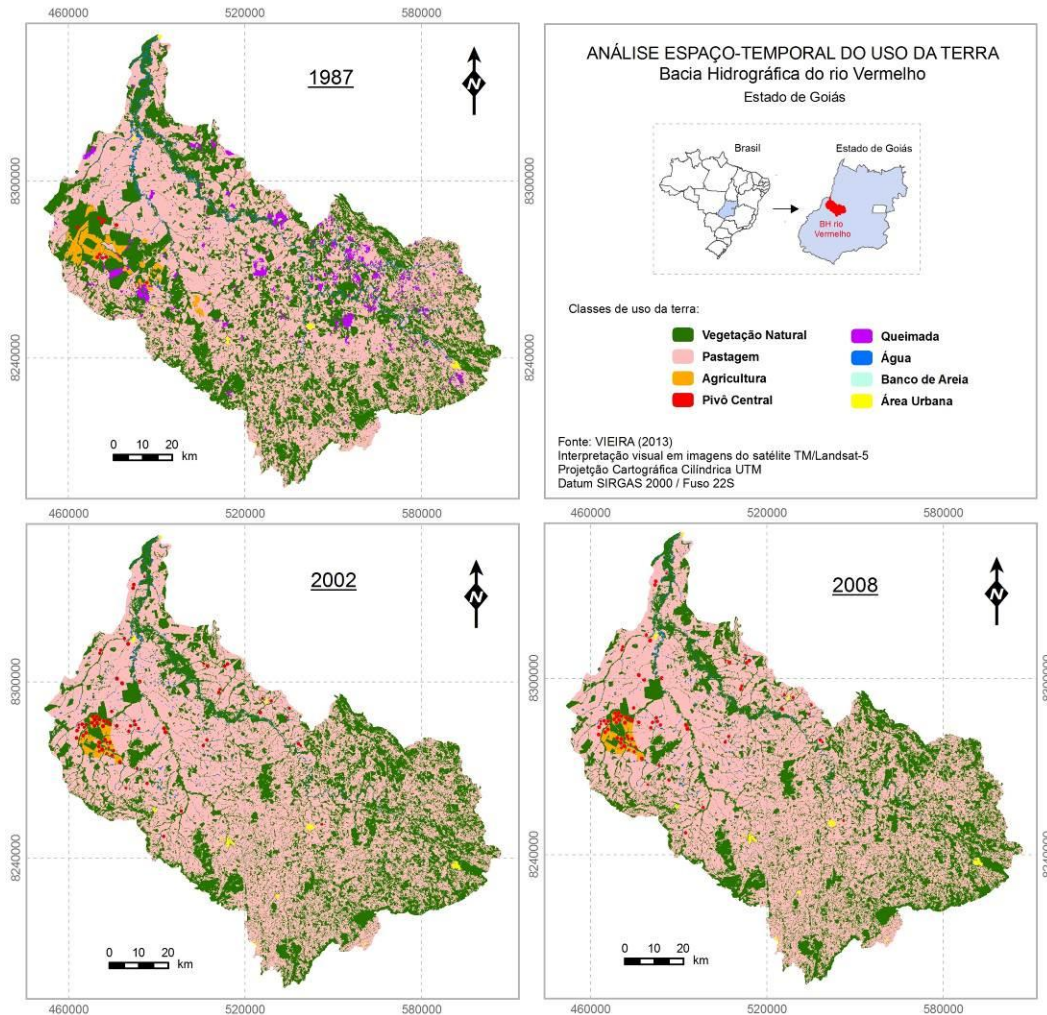 460000
520000
580000
1987
N
8300000
8240000
0 10 20
km
ANÁLISE ESPAÇO-TEMPORAL DO USO DA TERRA
Bacia Hidrográfica do rio Vermelho
Estado de Goiás
Brasil
Estado de Goiás
BH rio
Vermelho
Classes de uso da terra:
Vegetação Natural
Pastagem
Agricultura
Pivô Central
Queimada
Água
Banco de Areia
Área Urbana
Fonte: VIEIRA (2013)
Interpretação visual em imagens do satélite TM/Landsat-5
Projetção Cartográfica Cilíndrica UTM
Datum SIRGAS 2000 / Fuso 22S
460000
520000
580000
2002
N
8300000
8240000
0 10 20
km
460000
520000
580000
460000
520000
580000
2008
N
8300000
8240000
8300000
8240000
0 10 20
km
460000
520000
580000